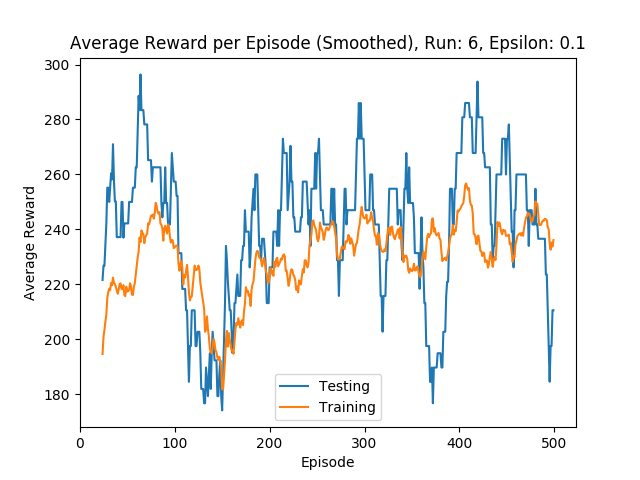 Average Reward per Episode (Smoothed), Run: 6, Epsilon: 0.1
300
280
260
240
220
200
180
Average Reward
0 100 200 300 400 500
Episode
Testing
Training